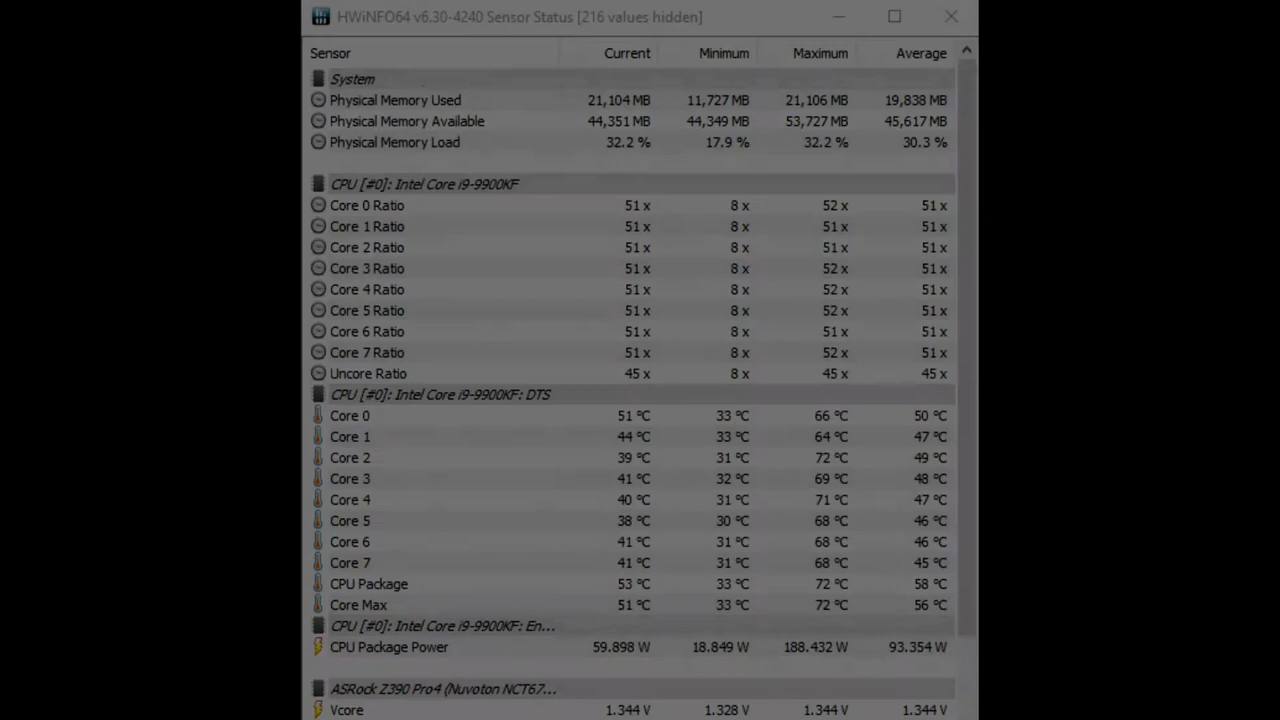 HWiNFO64 v6.30-4240 Sensor Status [216 values hidden]
Sensor Current Minimum Maximum Average
System
Physical Memory Used 21,104 MB 11,727 MB 21,106 MB 19,838 MB
Physical Memory Available 44,351 MB 44,349 MB 53,727 MB 45,617 MB
Physical Memory Load 32.2 % 17.9 % 32.2 % 30.3 %
CPU [#0]: Intel Core i9-9900KF
Core 0 Ratio 51 x 8 x 52 x 51 x
Core 1 Ratio 51 x 8 x 51 x 51 x
Core 2 Ratio 51 x 8 x 51 x 51 x
Core 3 Ratio 51 x 8 x 52 x 51 x
Core 4 Ratio 51 x 8 x 52 x 51 x
Core 5 Ratio 51 x 8 x 52 x 51 x
Core 6 Ratio 51 x 8 x 51 x 51 x
Core 7 Ratio 51 x 8 x 52 x 51 x
Uncore Ratio 45 x 8 x 45 x 45 x
CPU [#0]: Intel Core i9-9900KF: DTS
Core 0 51 °C 33 °C 66 °C 50 °C
Core 1 44 °C 33 °C 64 °C 47 °C
Core 2 39 °C 31 °C 72 °C 49 °C
Core 3 41 °C 32 °C 69 °C 48 °C
Core 4 40 °C 31 °C 71 °C 47 °C
Core 5 38 °C 30 °C 68 °C 46 °C
Core 6 41 °C 31 °C 68 °C 46 °C
Core 7 41 °C 31 °C 68 °C 45 °C
CPU Package 53 °C 33 °C 72 °C 58 °C
Core Max 51 °C 33 °C 72 °C 56 °C
CPU [#0]: Intel Core i9-9900KF: En...
CPU Package Power 59.898 W 18.849 W 188.432 W 93.354 W
ASRock Z390 Pro4 (Nuvoton NCT67...
Vcore 1.344 V 1.328 V 1.344 V 1.344 V